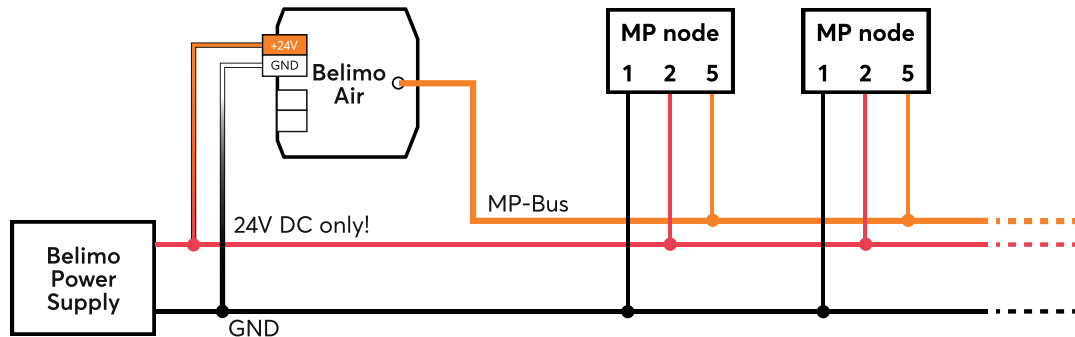 +24V
GND
Belimo
Air
MP node
1 2 5
MP node
1 2 5
MP-Bus
24V DC only!
Belimo
Power
Supply
GND